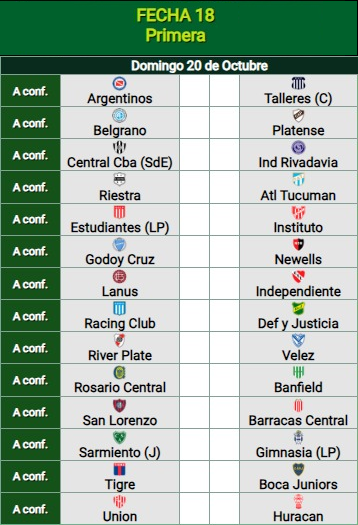 FECHA 18
Primera
Domingo 20 de Octubre
A conf. Argentinos Talleres (C)
A conf. Belgrano Platense
A conf. Central Cba (SdE) Ind Rivadavia
A conf. Riestra Atl Tucuman
A conf. Estudiantes (LP) Instituto
A conf. Godoy Cruz Newells
A conf. Lanus Independiente
A conf. Racing Club Def y Justicia
A conf. River Plate Velez
A conf. Rosario Central Banfield
A conf. San Lorenzo Barracas Central
A conf. Sarmiento (J) Gimnasia (LP)
A conf. Tigre Boca Juniors
A conf. Union Huracan